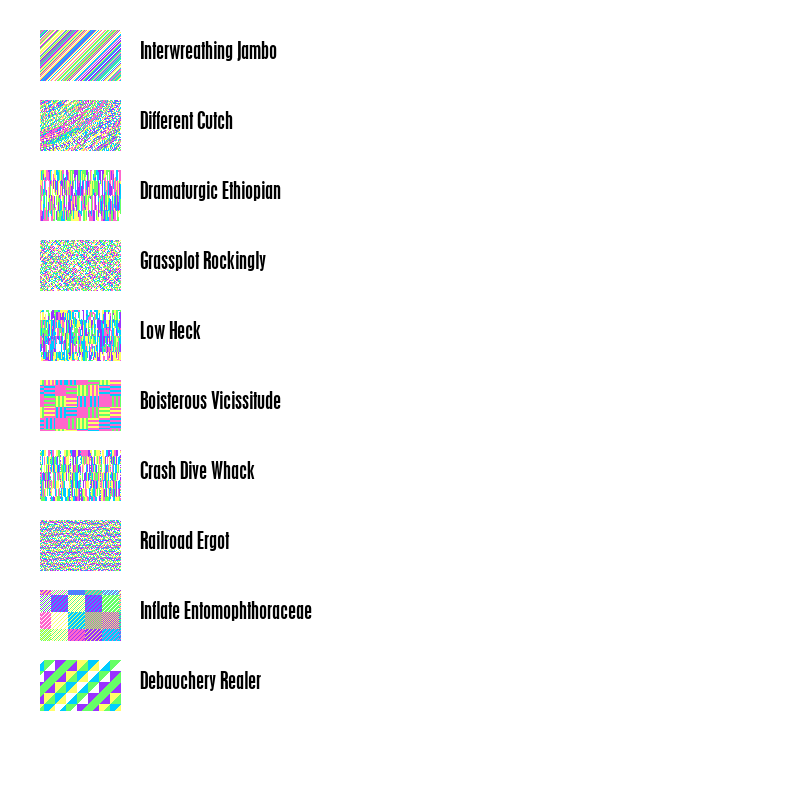 Interwreathing Jambo
Different Cutch
Dramaturgic Ethiopian
Grassplot Rockingly
Low Heck
Boisterous Vicissitude
Crash Dive Whack
Railroad Ergot
Inflate Entomophthoraceae
Debauchery Realer